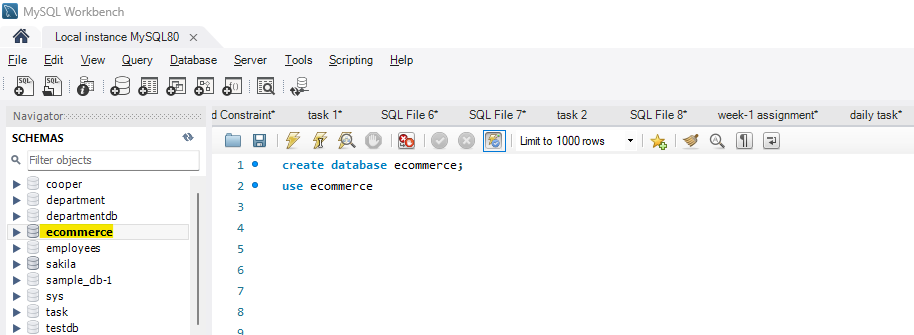 MySQL Workbench
Local instance MySQL80
File Edit View Query Database Server Tools Scripting Help
Navigator
SCHEMAS
Filter objects
cooper
department
departmentdb
ecommerce
employees
sakila
sample_db-1
sys
task
testdb
d Constraint* task 1* SQL File 6* SQL File 7* task 2 SQL File 8* week-1 assignment* daily task*
Limit to 1000 rows
1 create database ecommerce;
2 use ecommerce
3
4
5
6
7
8
9